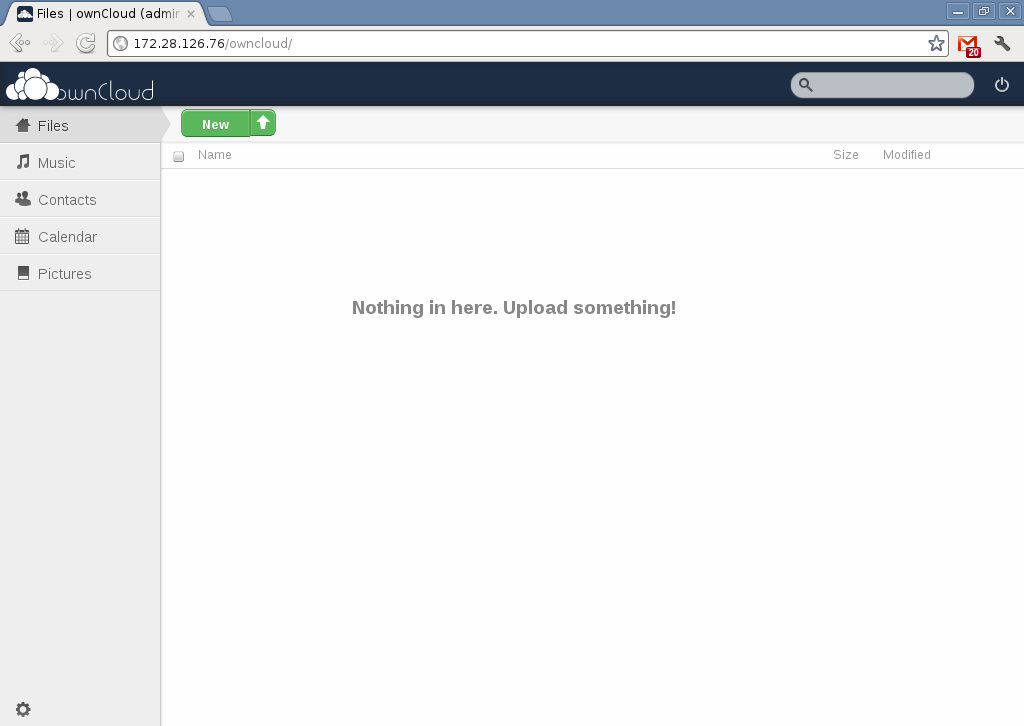 Files | ownCloud (admin
172.28.126.76/owncloud/
20
ownCloud
Files
New
Music
Name Size Modified
Contacts
Calendar
Pictures
Nothing in here. Upload something!